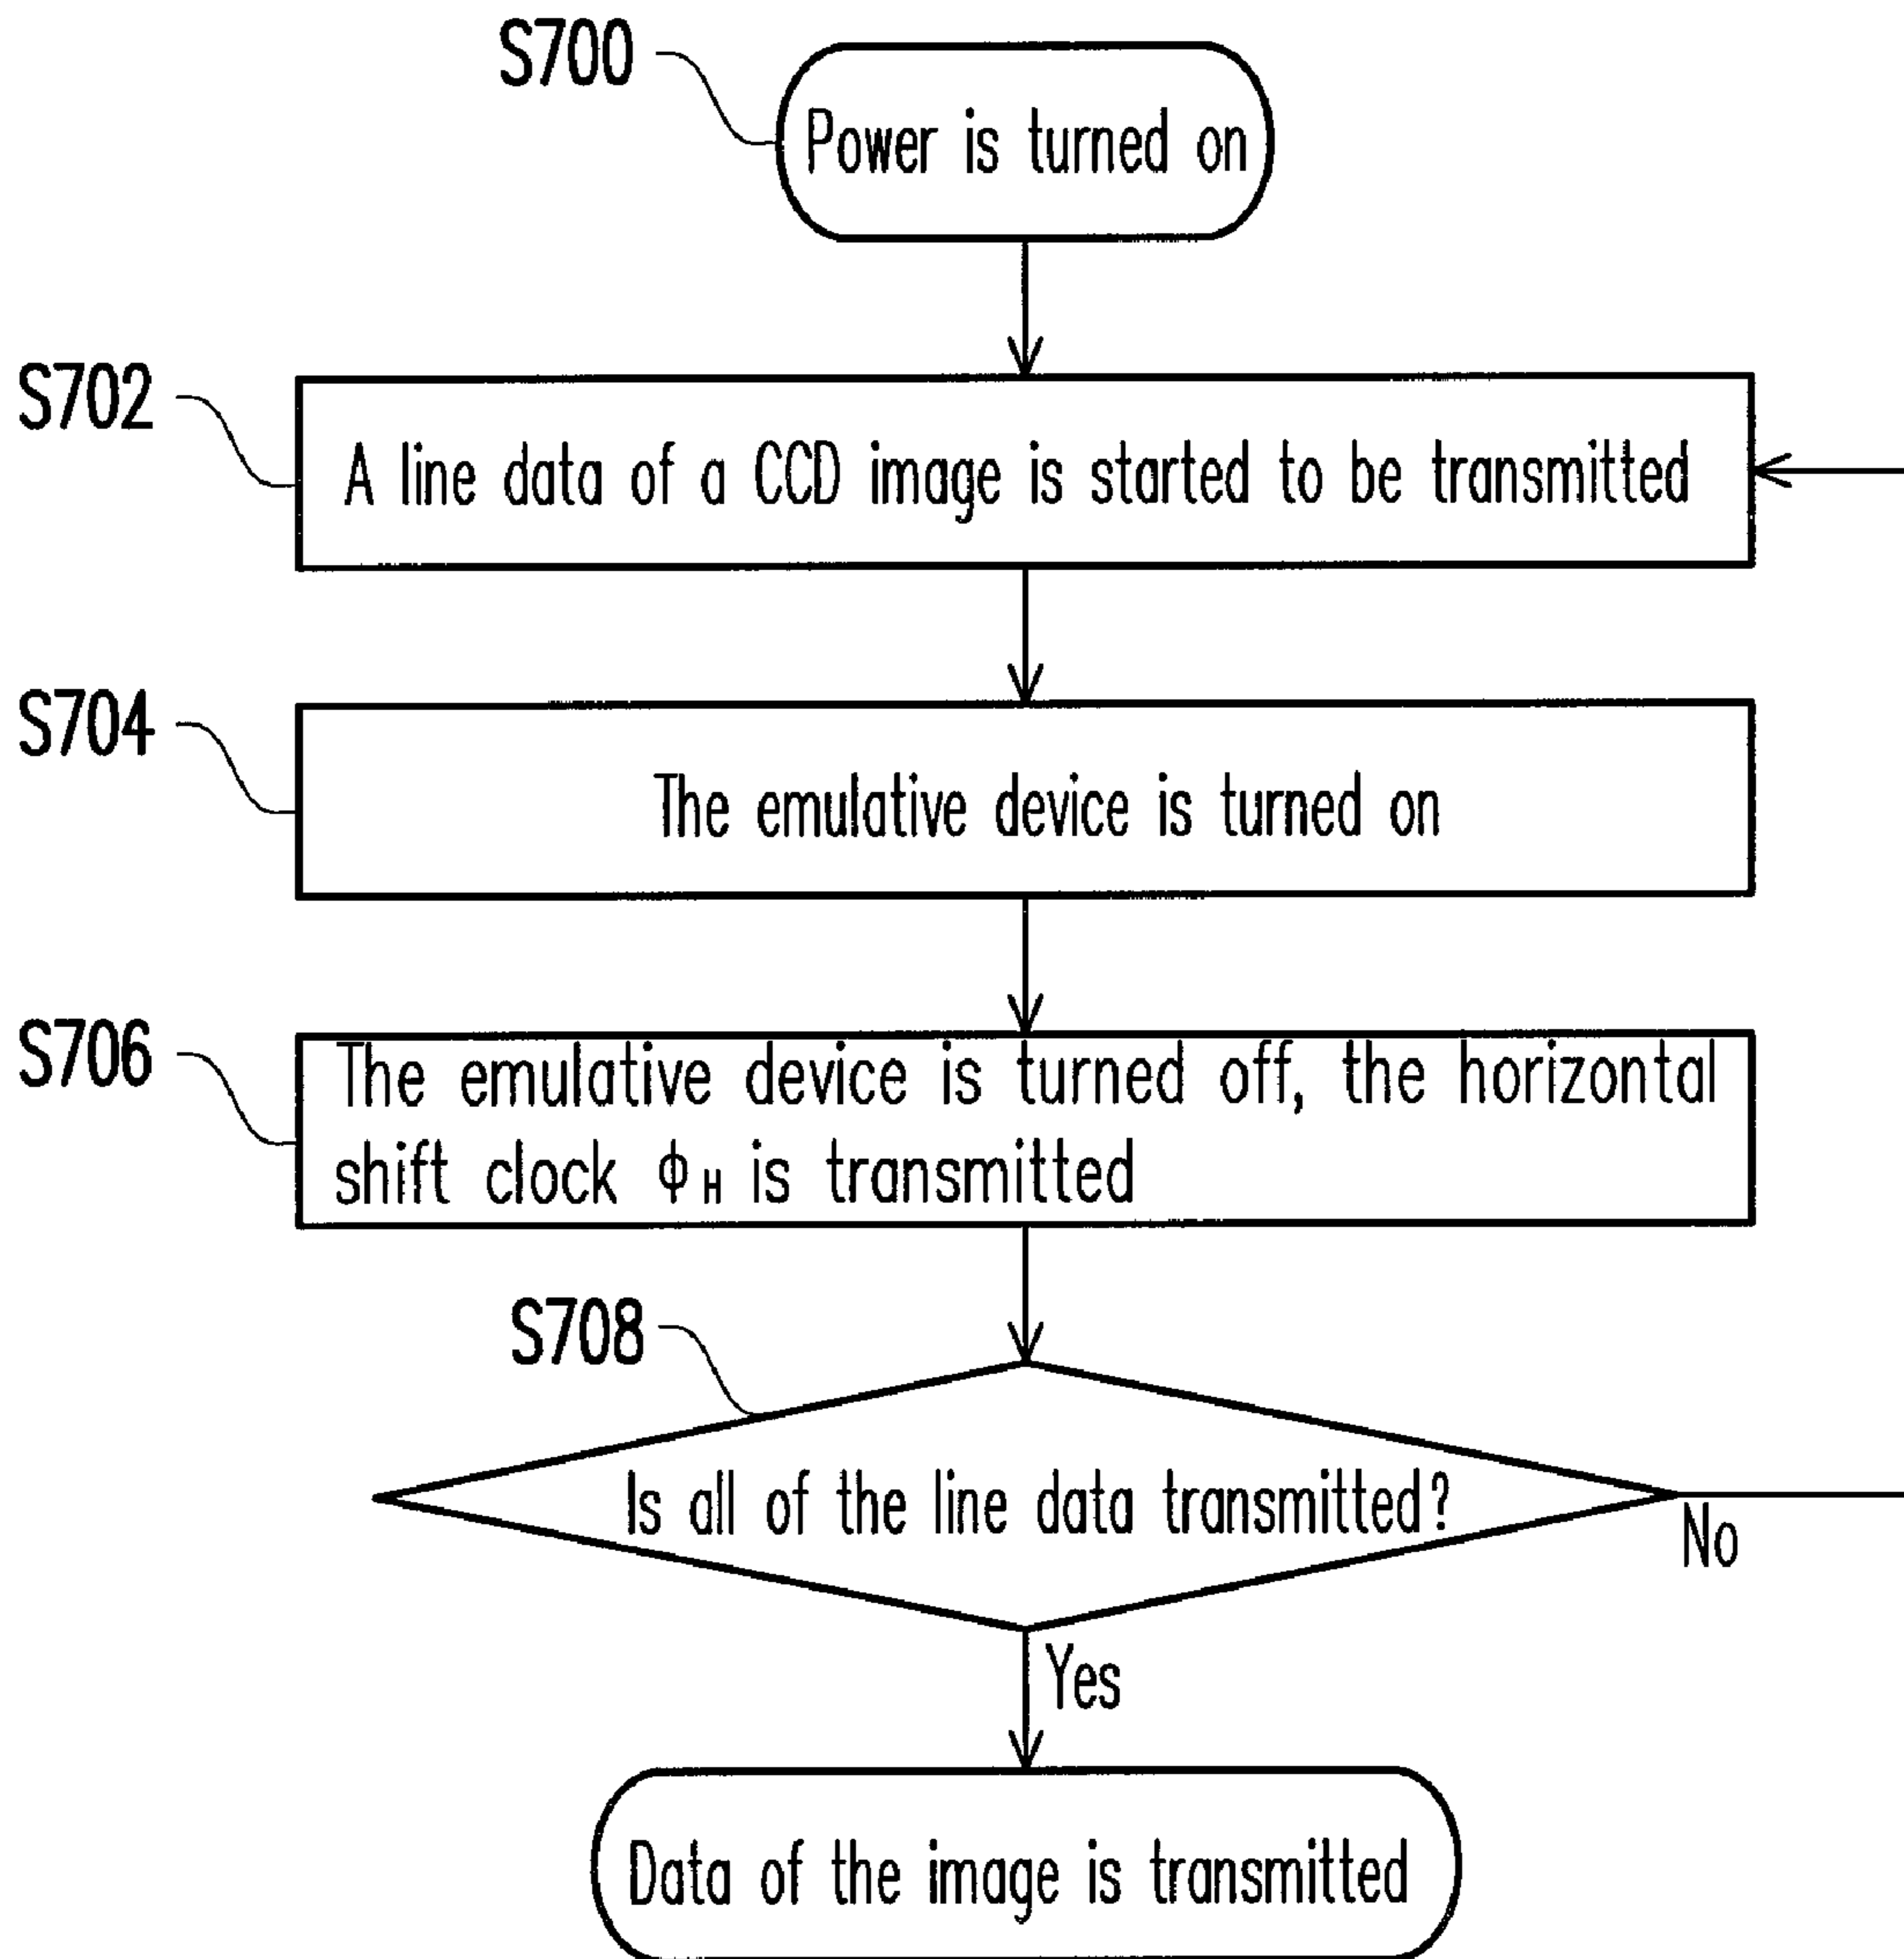 S700
Power is turned on
S702
A line data of a CCD image is started to be transmitted
S704
The emulative device is turned on
S706
The emulative device is turned off, the horizontal
shift clock ϕH is transmitted
S708
Is all of the line data transmitted?
No
Yes
Data of the image is transmitted